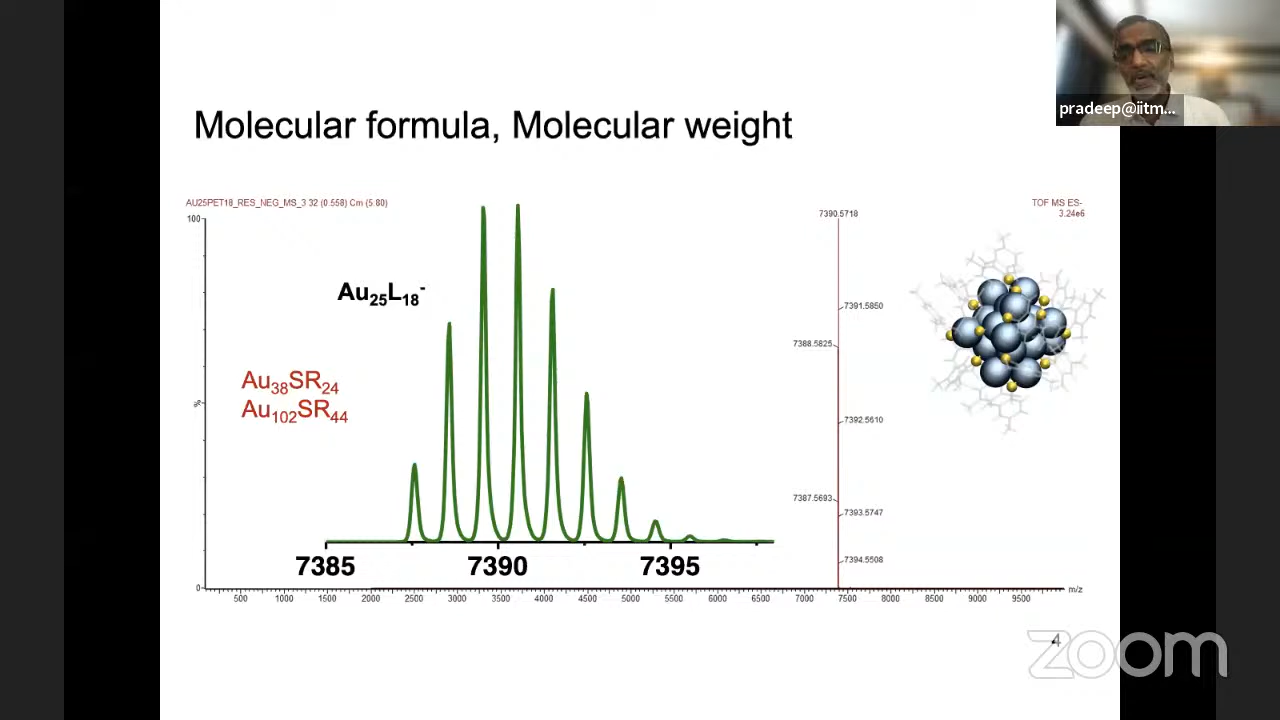 pradeep@iitm...
Molecular formula, Molecular weight
AU25PET18_RES_NEG_MS_3 32 (0.558) Cm (5:80)
TOF MS ES-
3.24e6
100
7390.5718
Au₂₅L₁₈⁻
7391.5850
7388.5825
Au₃₈SR₂₄
Au₁₀₂SR₄₄
%
7392.5610
7387.5693
7393.5747
7394.5508
7385 7390 7395
0
500 1000 1500 2000 2500 3000 3500 4000 4500 5000 5500 6000 6500 7000 7500 8000 8500 9000 9500 m/z
4
zoom